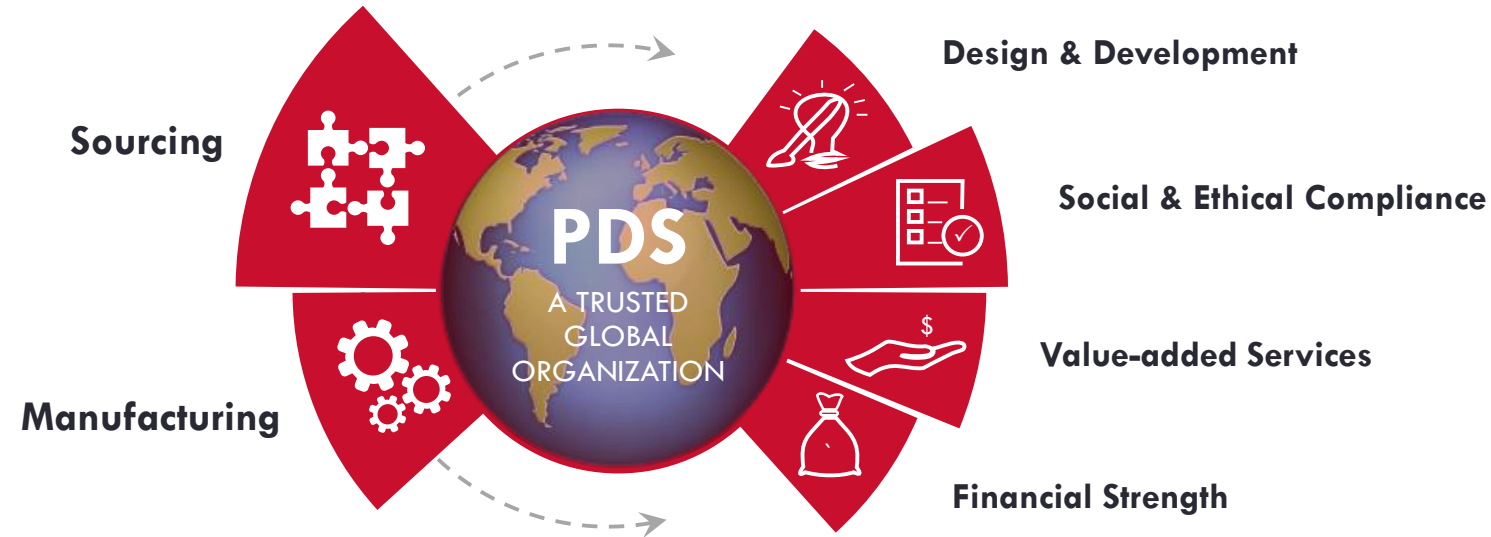 Design & Development
Sourcing
Social & Ethical Compliance
PDS
A TRUSTED
GLOBAL
ORGANIZATION
$
Value-added Services
Manufacturing
Financial Strength